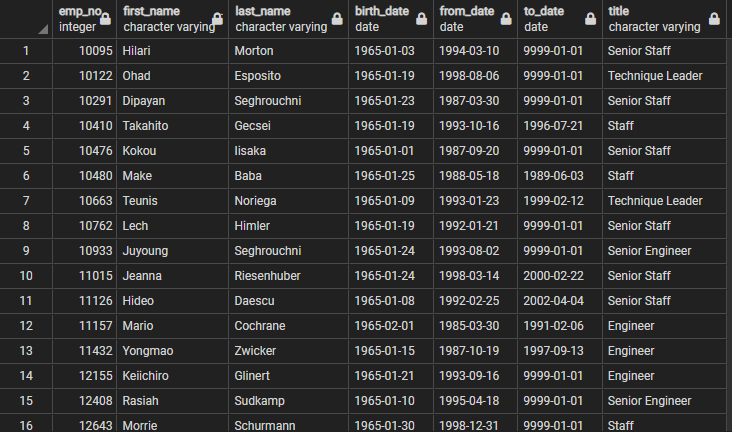 emp_no first_name last_name birth_date from_date to_date title
integer character varying character varying date date date character varying
1 10095 Hilari Morton 1965-01-03 1994-03-10 9999-01-01 Senior Staff
2 10122 Ohad Esposito 1965-01-19 1998-08-06 9999-01-01 Technique Leader
3 10291 Dipayan Seghrouchni 1965-01-23 1987-03-30 9999-01-01 Senior Staff
4 10410 Takahito Gecsei 1965-01-19 1993-10-16 1996-07-21 Staff
5 10476 Kokou Iisaka 1965-01-01 1987-09-20 9999-01-01 Senior Staff
6 10480 Make Baba 1965-01-25 1988-05-18 1989-06-03 Staff
7 10663 Teunis Noriega 1965-01-09 1993-01-23 1999-02-12 Technique Leader
8 10762 Lech Himler 1965-01-19 1992-01-21 9999-01-01 Senior Staff
9 10933 Juyoung Seghrouchni 1965-01-24 1993-08-02 9999-01-01 Senior Engineer
10 11015 Jeanna Riesenhuber 1965-01-24 1998-03-14 2000-02-22 Senior Staff
11 11126 Hideo Daescu 1965-01-08 1992-02-25 2002-04-04 Senior Staff
12 11157 Mario Cochrane 1965-02-01 1985-03-30 1991-02-06 Engineer
13 11432 Yongmao Zwicker 1965-01-15 1987-10-19 1997-09-13 Engineer
14 12155 Keiichiro Glinert 1965-01-21 1993-09-16 9999-01-01 Engineer
15 12408 Rasiah Sudkamp 1965-01-10 1995-04-18 9999-01-01 Senior Engineer
16 12643 Morrie Schurmann 1965-01-30 1998-12-31 9999-01-01 Staff